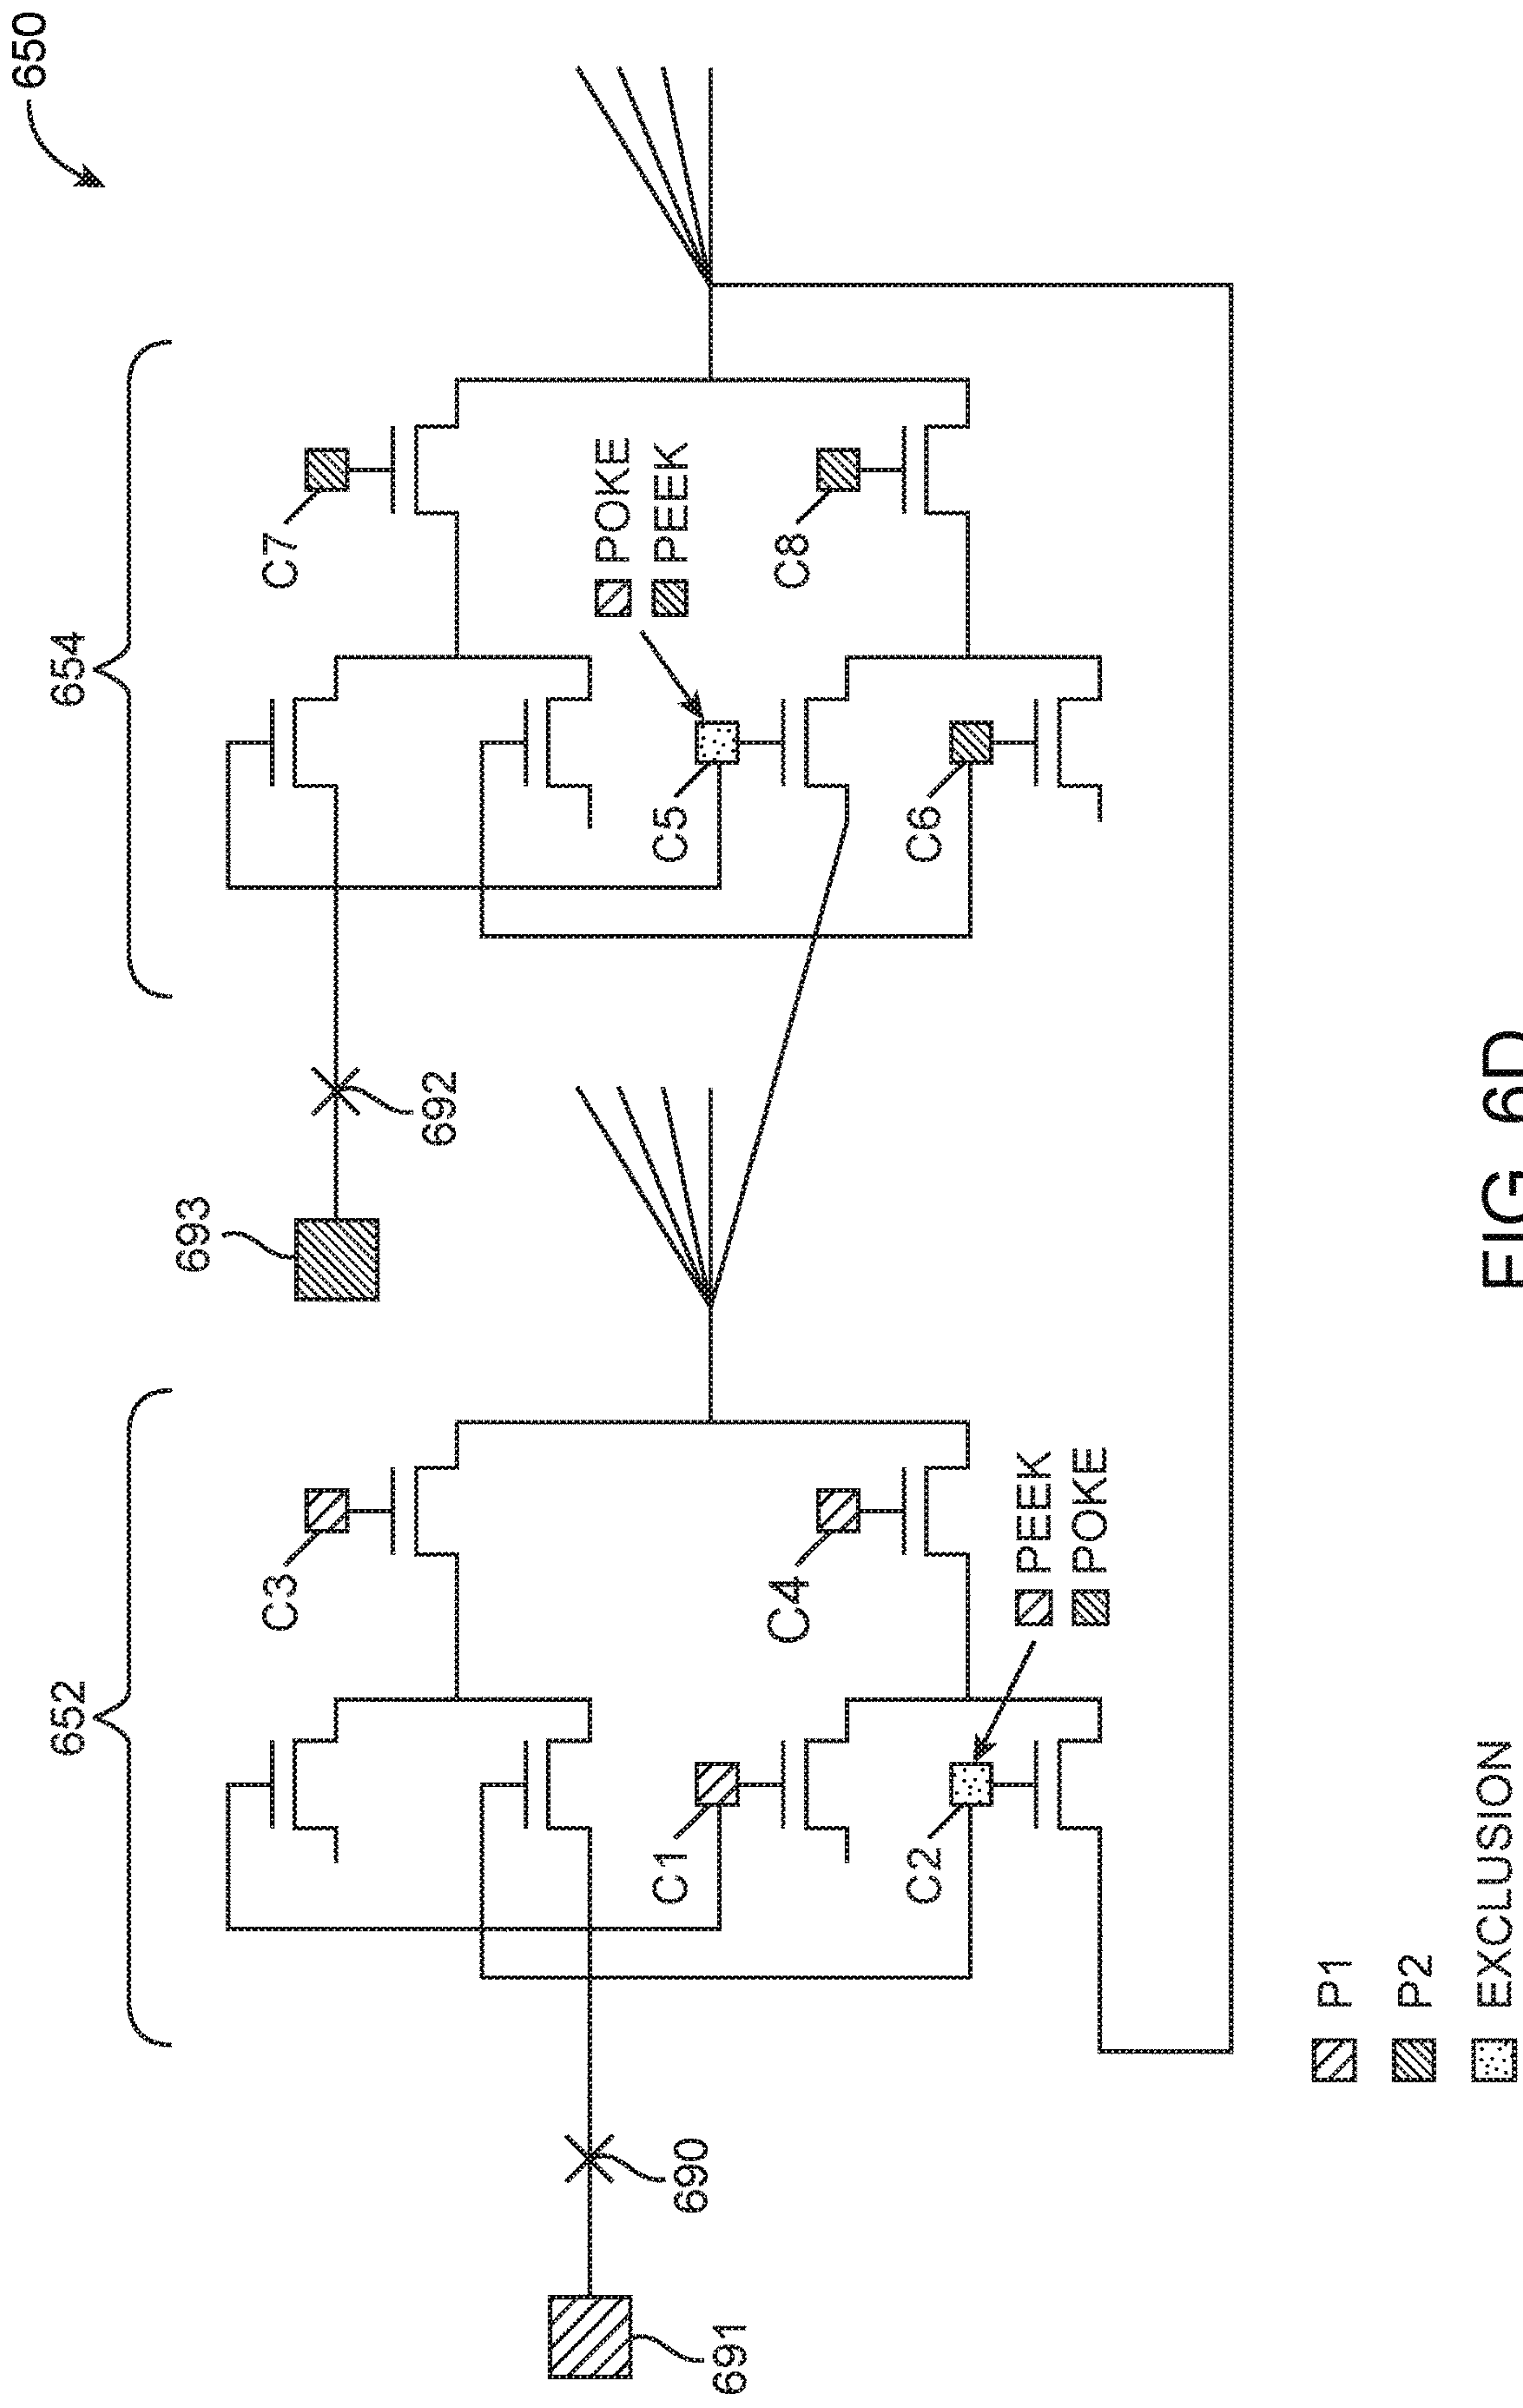 650
652
654
C3
C7
693
692
POKE
PEEK
C1
C5
C4
C8
C2
C6
PEEK
POKE
690
691
P1
P2
EXCLUSION
FIG. 6D